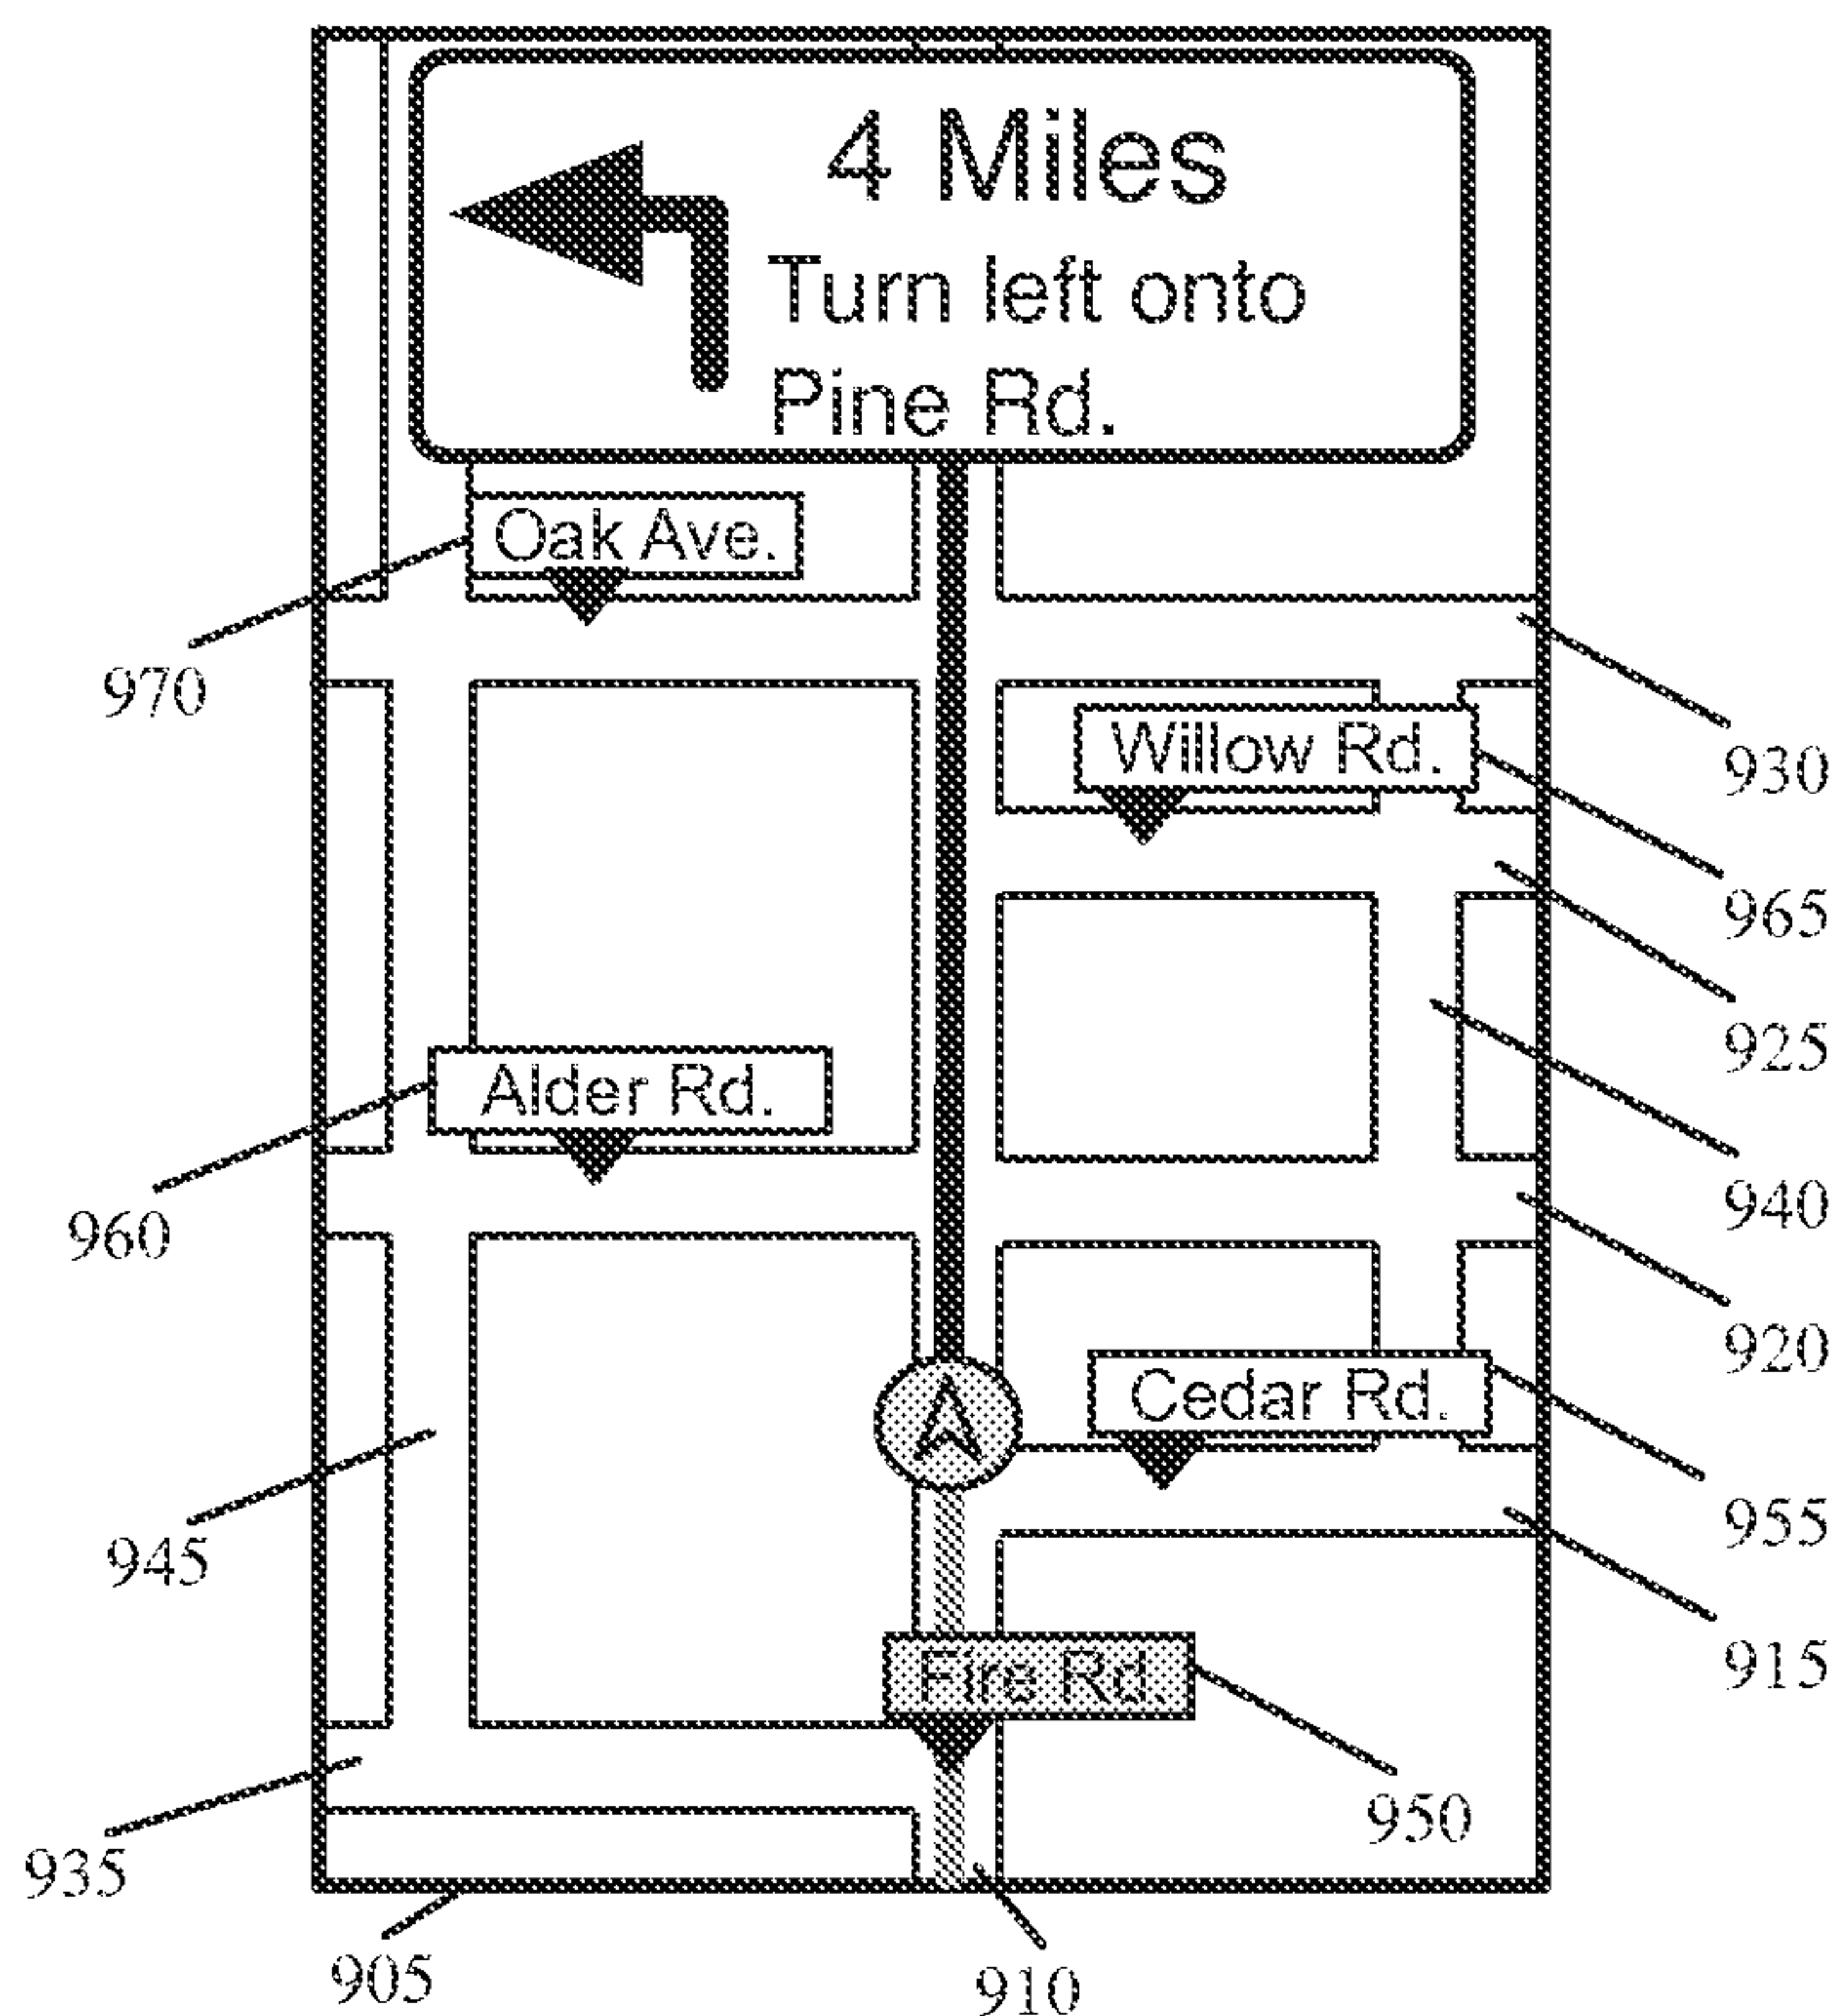 4 Miles
Turn left onto
Pine Rd.
Oak Ave.
970
Willow Rd.
930
965
925
Alder Rd.
960
940
920
Cedar Rd.
945
955
915
Fire Rd.
950
935
905
910